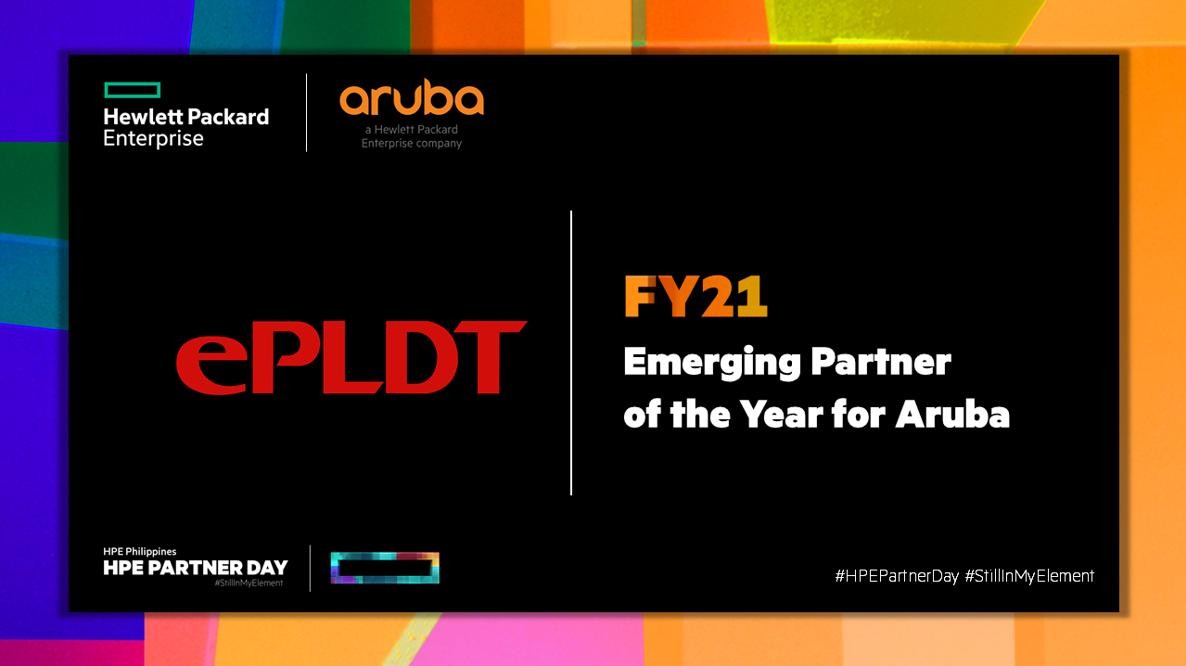 Hewlett Packard
Enterprise
aruba
a Hewlett Packard
Enterprise company
ePLDT
FY21
Emerging Partner
of the Year for Aruba
HPE Philippines
HPE PARTNER DAY
#StillInMyElement
#HPEPartnerDay #StillInMyElement